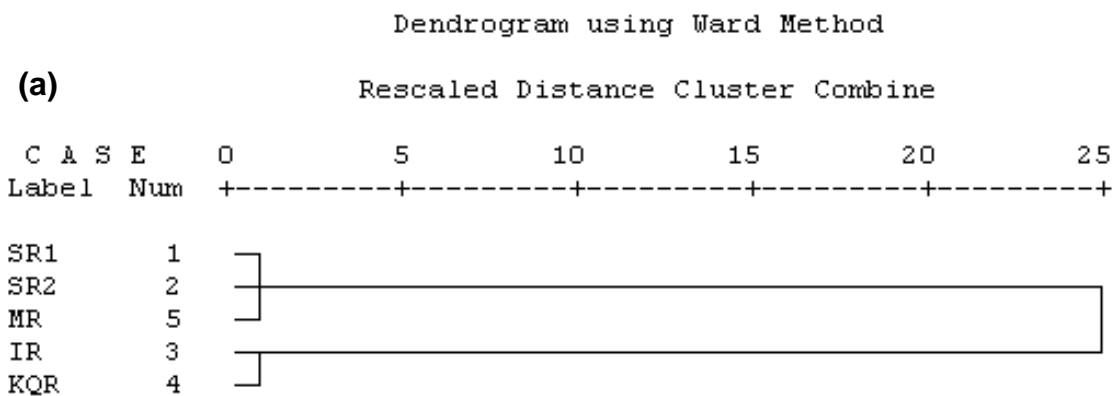 Dendrogram using Ward Method
(a)
Rescaled Distance Cluster Combine
C A S E 0 5 10 15 20 25
Label Num +---------+---------+---------+---------+---------+
SR1 1
SR2 2
MR 5
IR 3
KQR 4